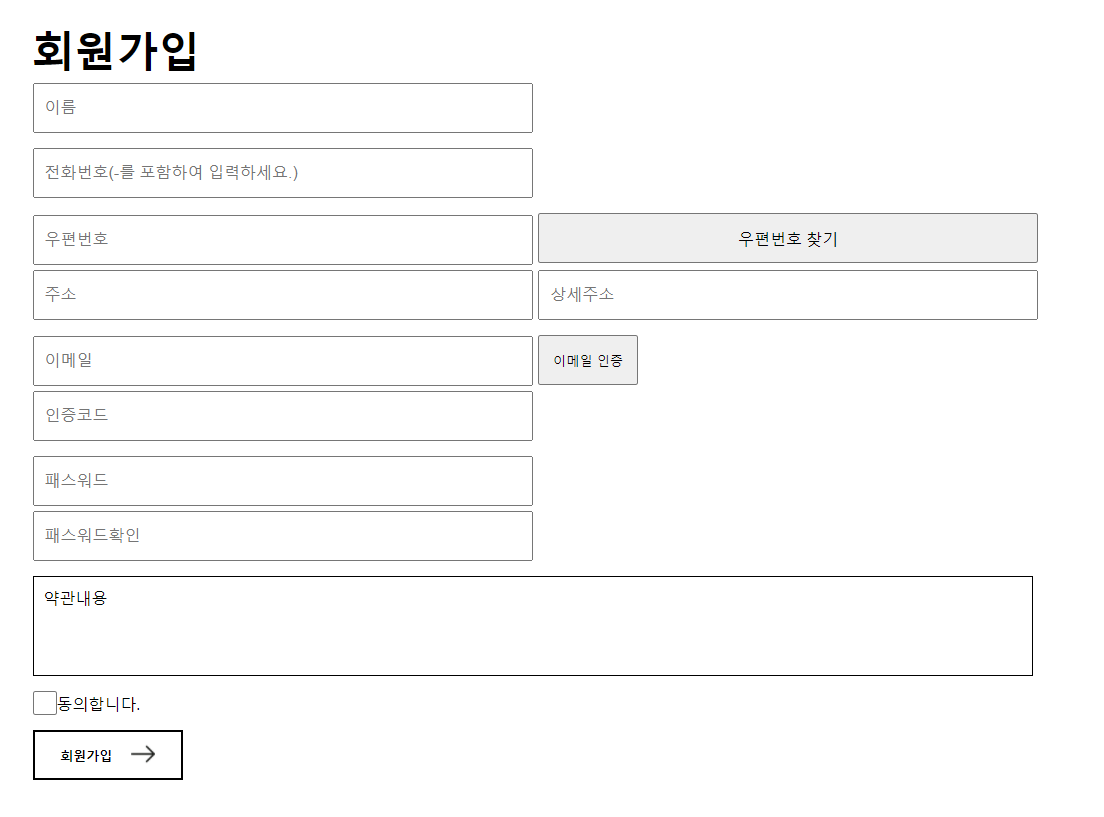 회원가입
이름
전화번호(-를 포함하여 입력하세요.)
우편번호 우편번호 찾기
주소 상세주소
이메일 이메일 인증
인증코드
패스워드
패스워드확인
약관내용
동의합니다.
회원가입